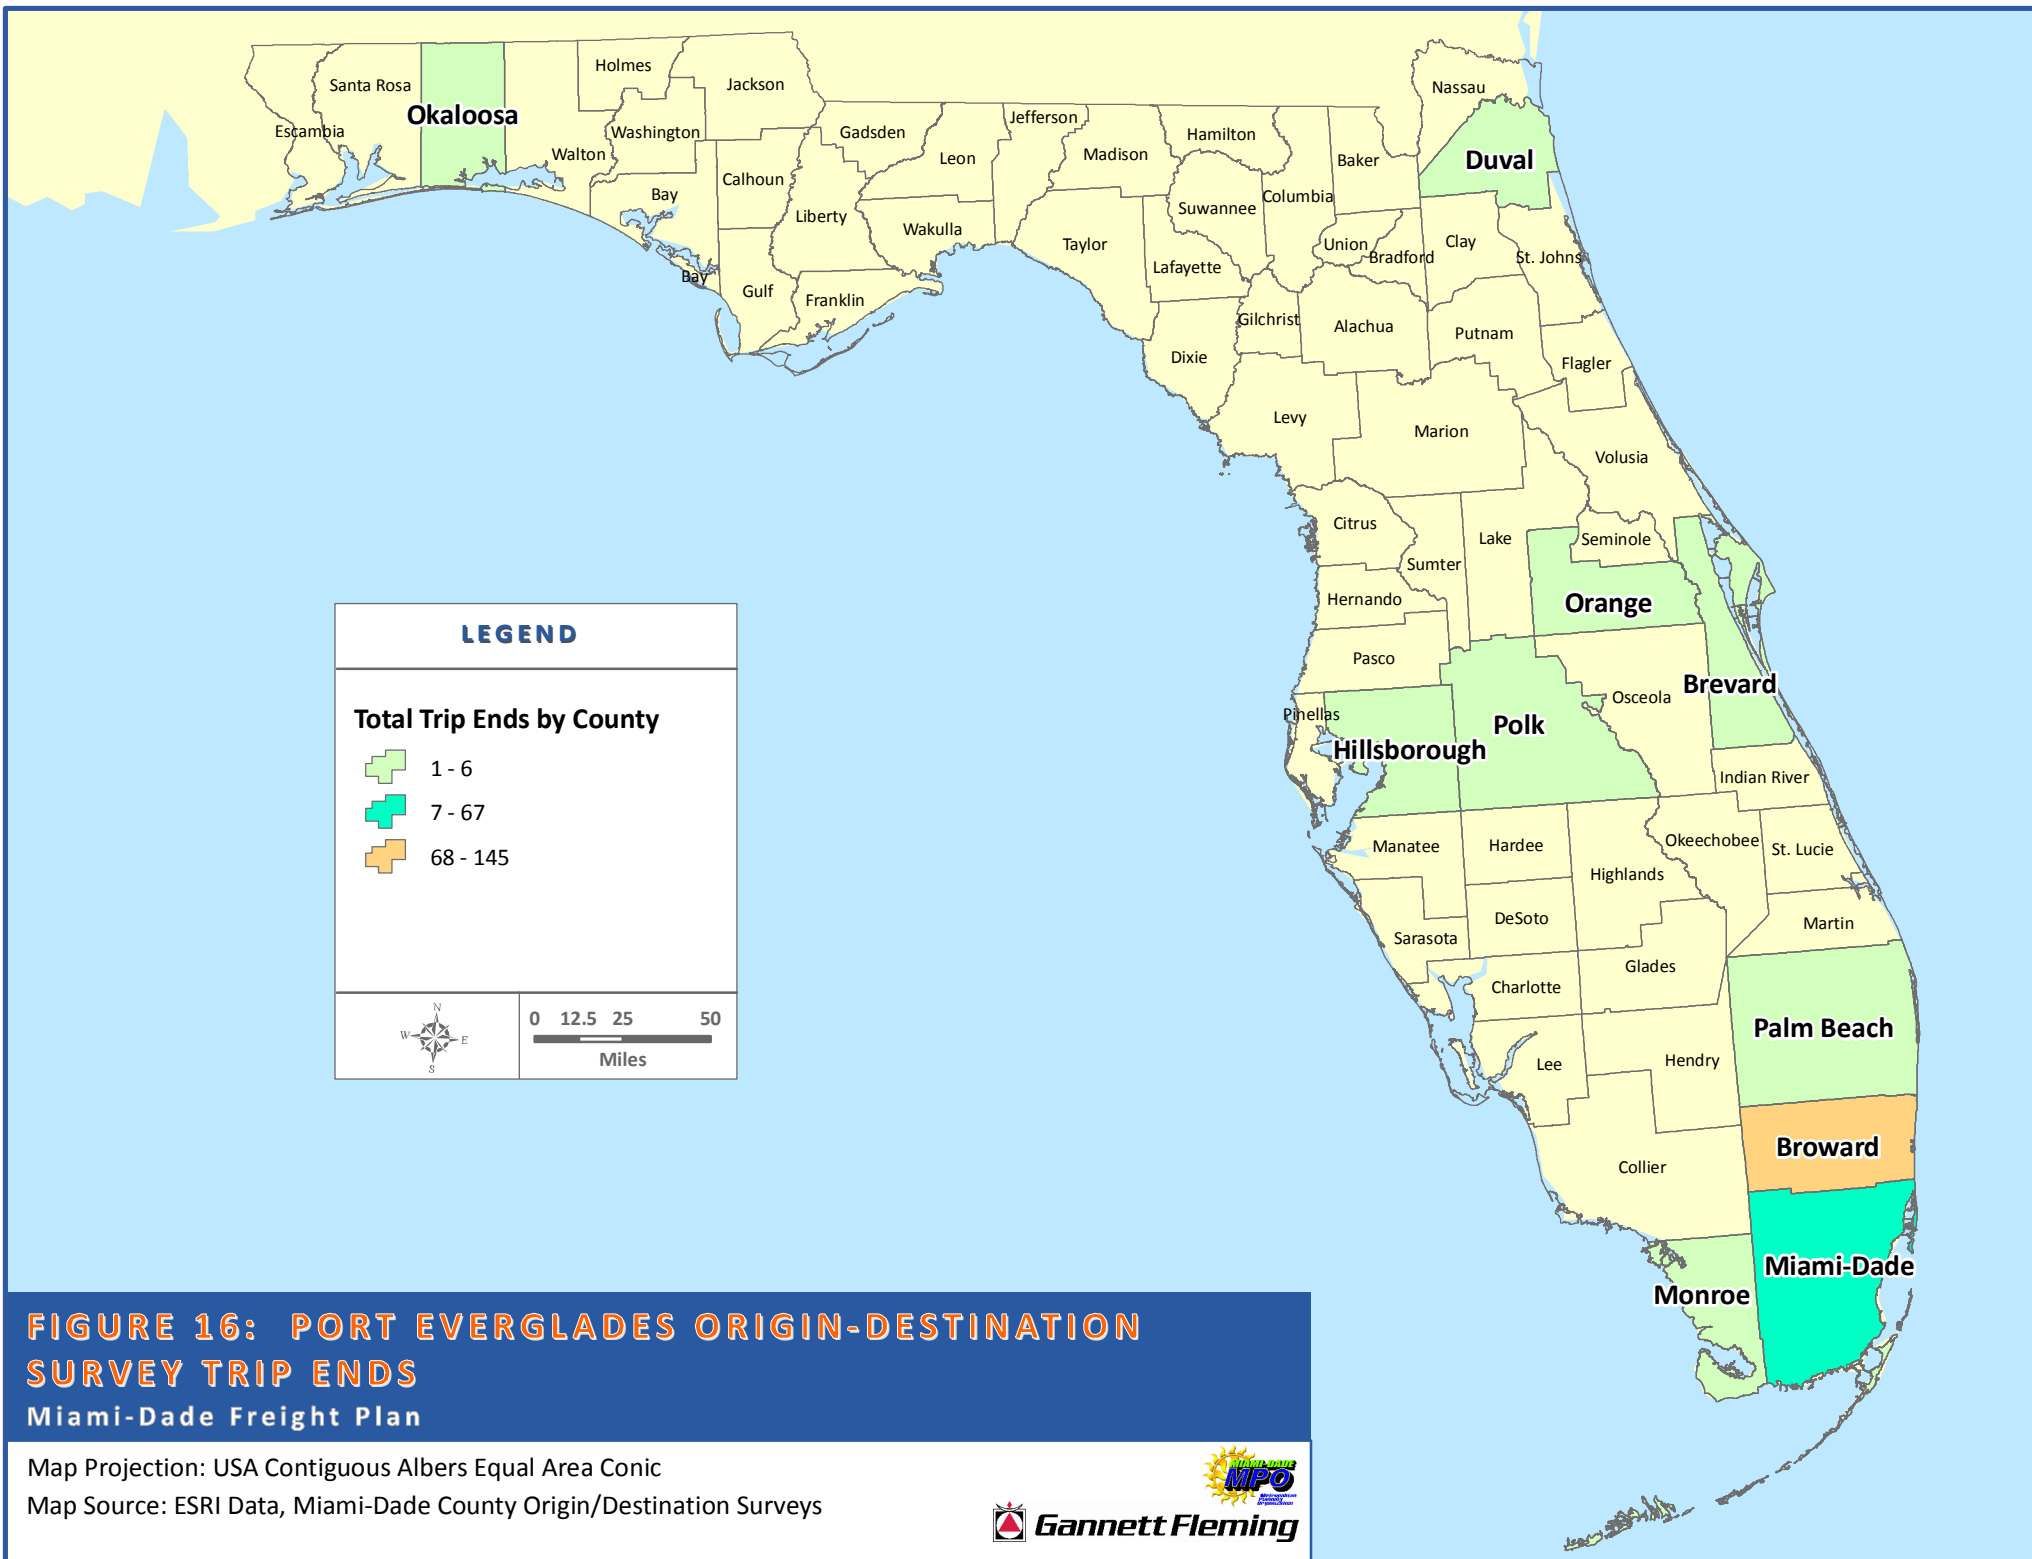 Nassau
Holmes
Jackson
Santa Rosa
Okaloosa
Jefferson
Escambia
Washington
Gadsden
Hamilton
Walton
Leon
Madison
Baker
Duval
Calhoun
Bay
Columbia
Liberty
Suwannee
Wakulla
Taylor
Union
Clay
Bradford
St. Johns
Lafayette
Bay
Gulf
Franklin
Gilchrist
Alachua
Putnam
Dixie
Flagler
Levy
Marion
Volusia
Citrus
Lake
Seminole
Sumter
Hernando
Orange
Pasco
Osceola
Brevard
Pinellas
Polk
Hillsborough
Indian River
Manatee
Hardee
Okeechobee
St. Lucie
Highlands
DeSoto
Martin
Sarasota
Glades
Charlotte
Palm Beach
Lee
Hendry
Broward
Collier
Miami-Dade
Monroe
LEGEND
Total Trip Ends by County
1 - 6
7 - 67
68 - 145
N
W E
S
0 12.5 25 50
Miles
FIGURE 16: PORT EVERGLADES ORIGIN-DESTINATION
SURVEY TRIP ENDS
Miami-Dade Freight Plan
Map Projection: USA Contiguous Albers Equal Area Conic
Map Source: ESRI Data, Miami-Dade County Origin/Destination Surveys
MIAMI-DADE
MPO
Metropolitan
Planning
Organization
Gannett Fleming